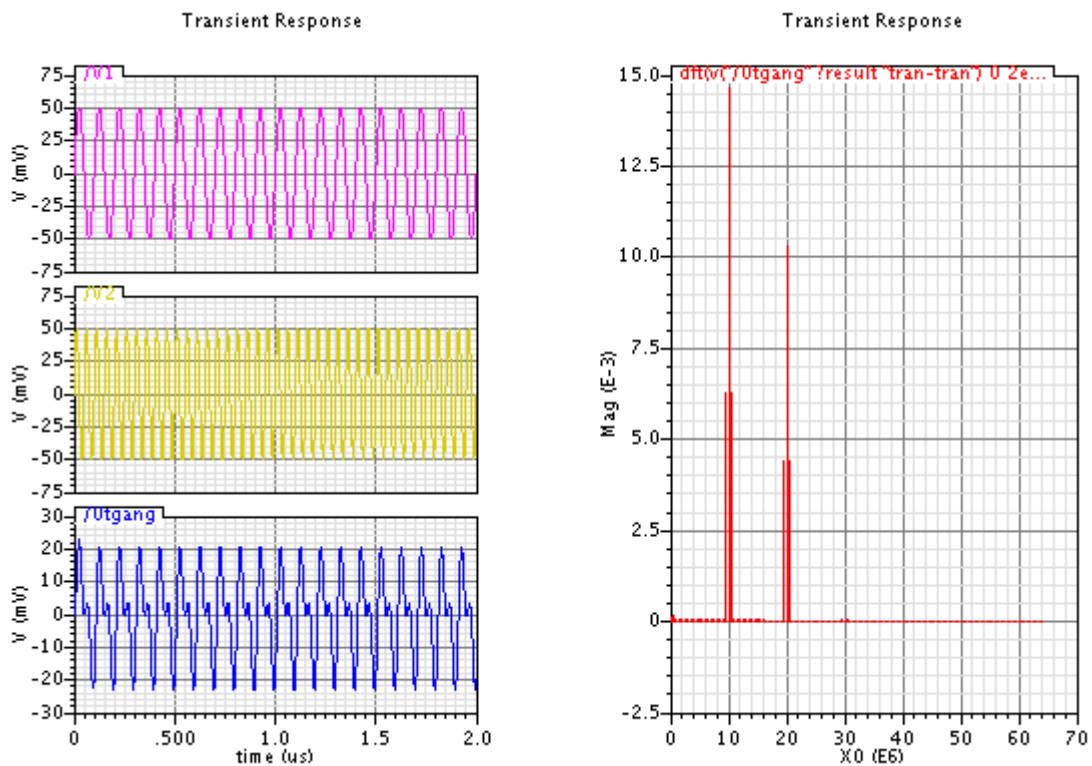 Transient Response
/V1
75
50
25
0
-25
-50
-75
V (mV)
/V2
75
50
25
0
-25
-50
-75
V (mV)
/Utgang
30
20
10
0
-10
-20
-30
V (mV)
0 .500 1.0 1.5 2.0
time (us)
Transient Response
dft(v("/Utgang" ?result "tran-tran") 0 2e...
15.0
12.5
10.0
7.5
5.0
2.5
0
-2.5
Mag (E-3)
0 10 20 30 40 50 60 70
X0 (E6)